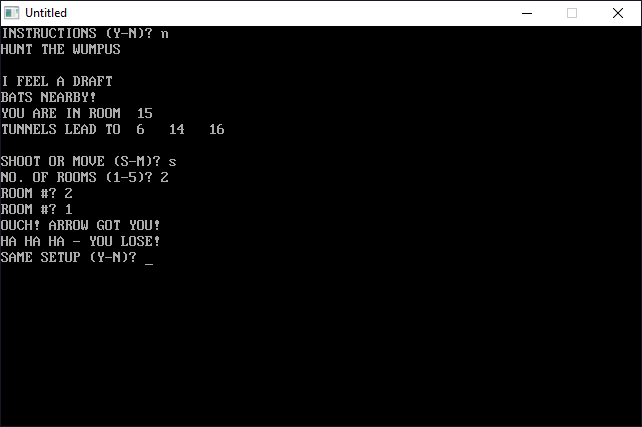 Untitled
INSTRUCTIONS (Y-N)? n
HUNT THE WUMPUS
I FEEL A DRAFT
BATS NEARBY!
YOU ARE IN ROOM  15
TUNNELS LEAD TO  6   14   16
SHOOT OR MOVE (S-M)? s
NO. OF ROOMS (1-5)? 2
ROOM #? 2
ROOM #? 1
OUCH! ARROW GOT YOU!
HA HA HA - YOU LOSE!
SAME SETUP (Y-N)? _